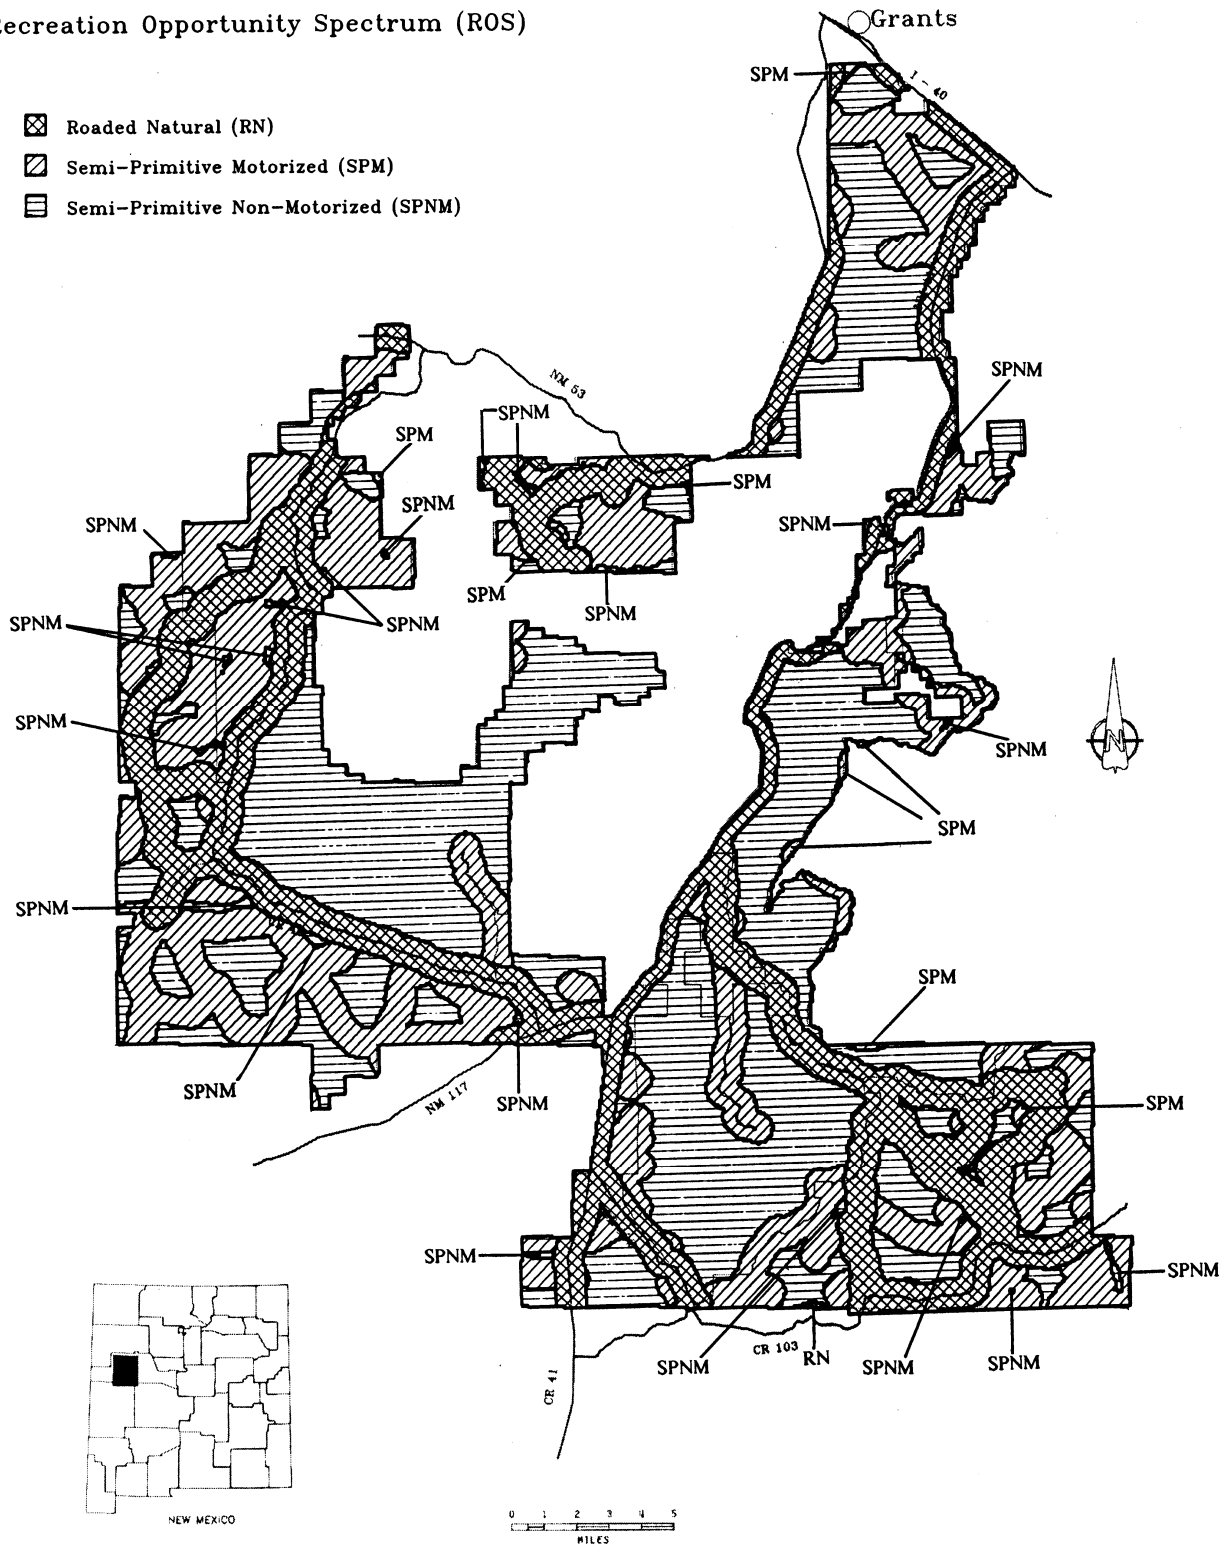 ecreation Opportunity Spectrum (ROS)
Grants
SPM
I - 40
Roaded Natural (RN)
Semi-Primitive Motorized (SPM)
Semi-Primitive Non-Motorized (SPNM)
SPNM
NM 53
SPNM
SPM
SPM
SPNM
SPNM
SPNM
SPM
SPNM
SPNM
SPNM
SPNM
SPNM
N
SPM
SPNM
SPM
SPNM
NM 117
SPNM
SPM
SPNM
SPNM
CR 103
RN
SPNM
SPNM
SPNM
CR 41
NEW MEXICO
0 1 2 3 4 5
MILES